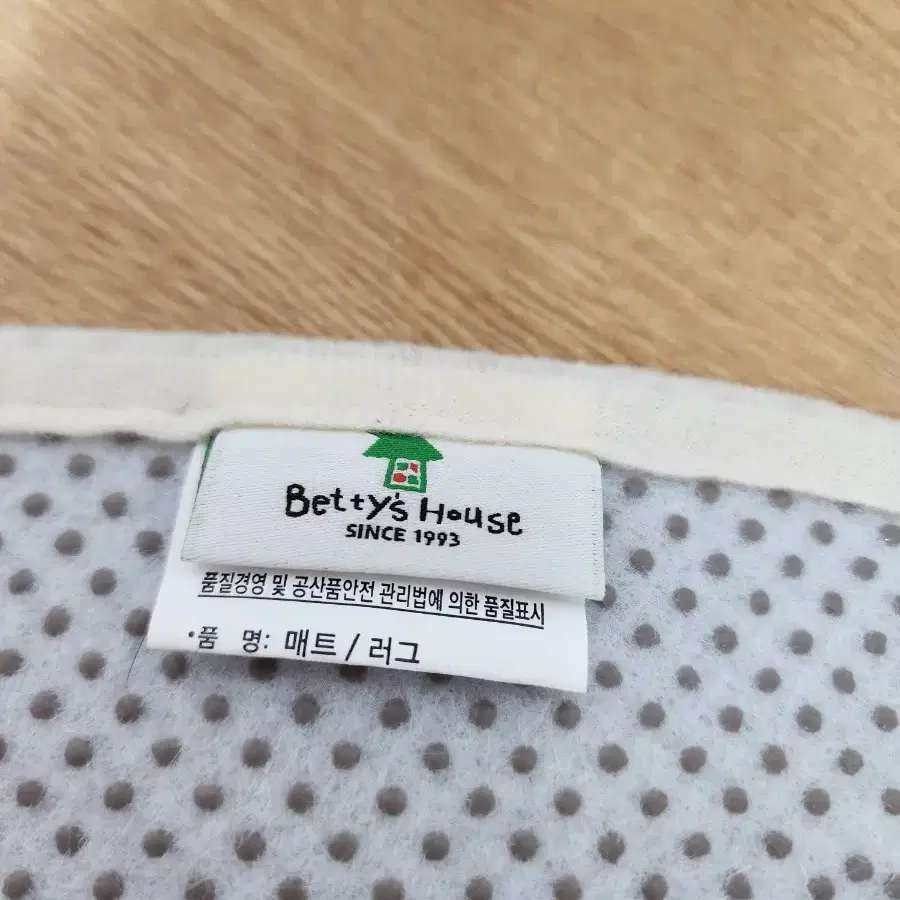 Betty's House
SINCE 1993
품질경영 및 공산품안전 관리법에 의한 품질표시
•품 명: 매트 / 러그